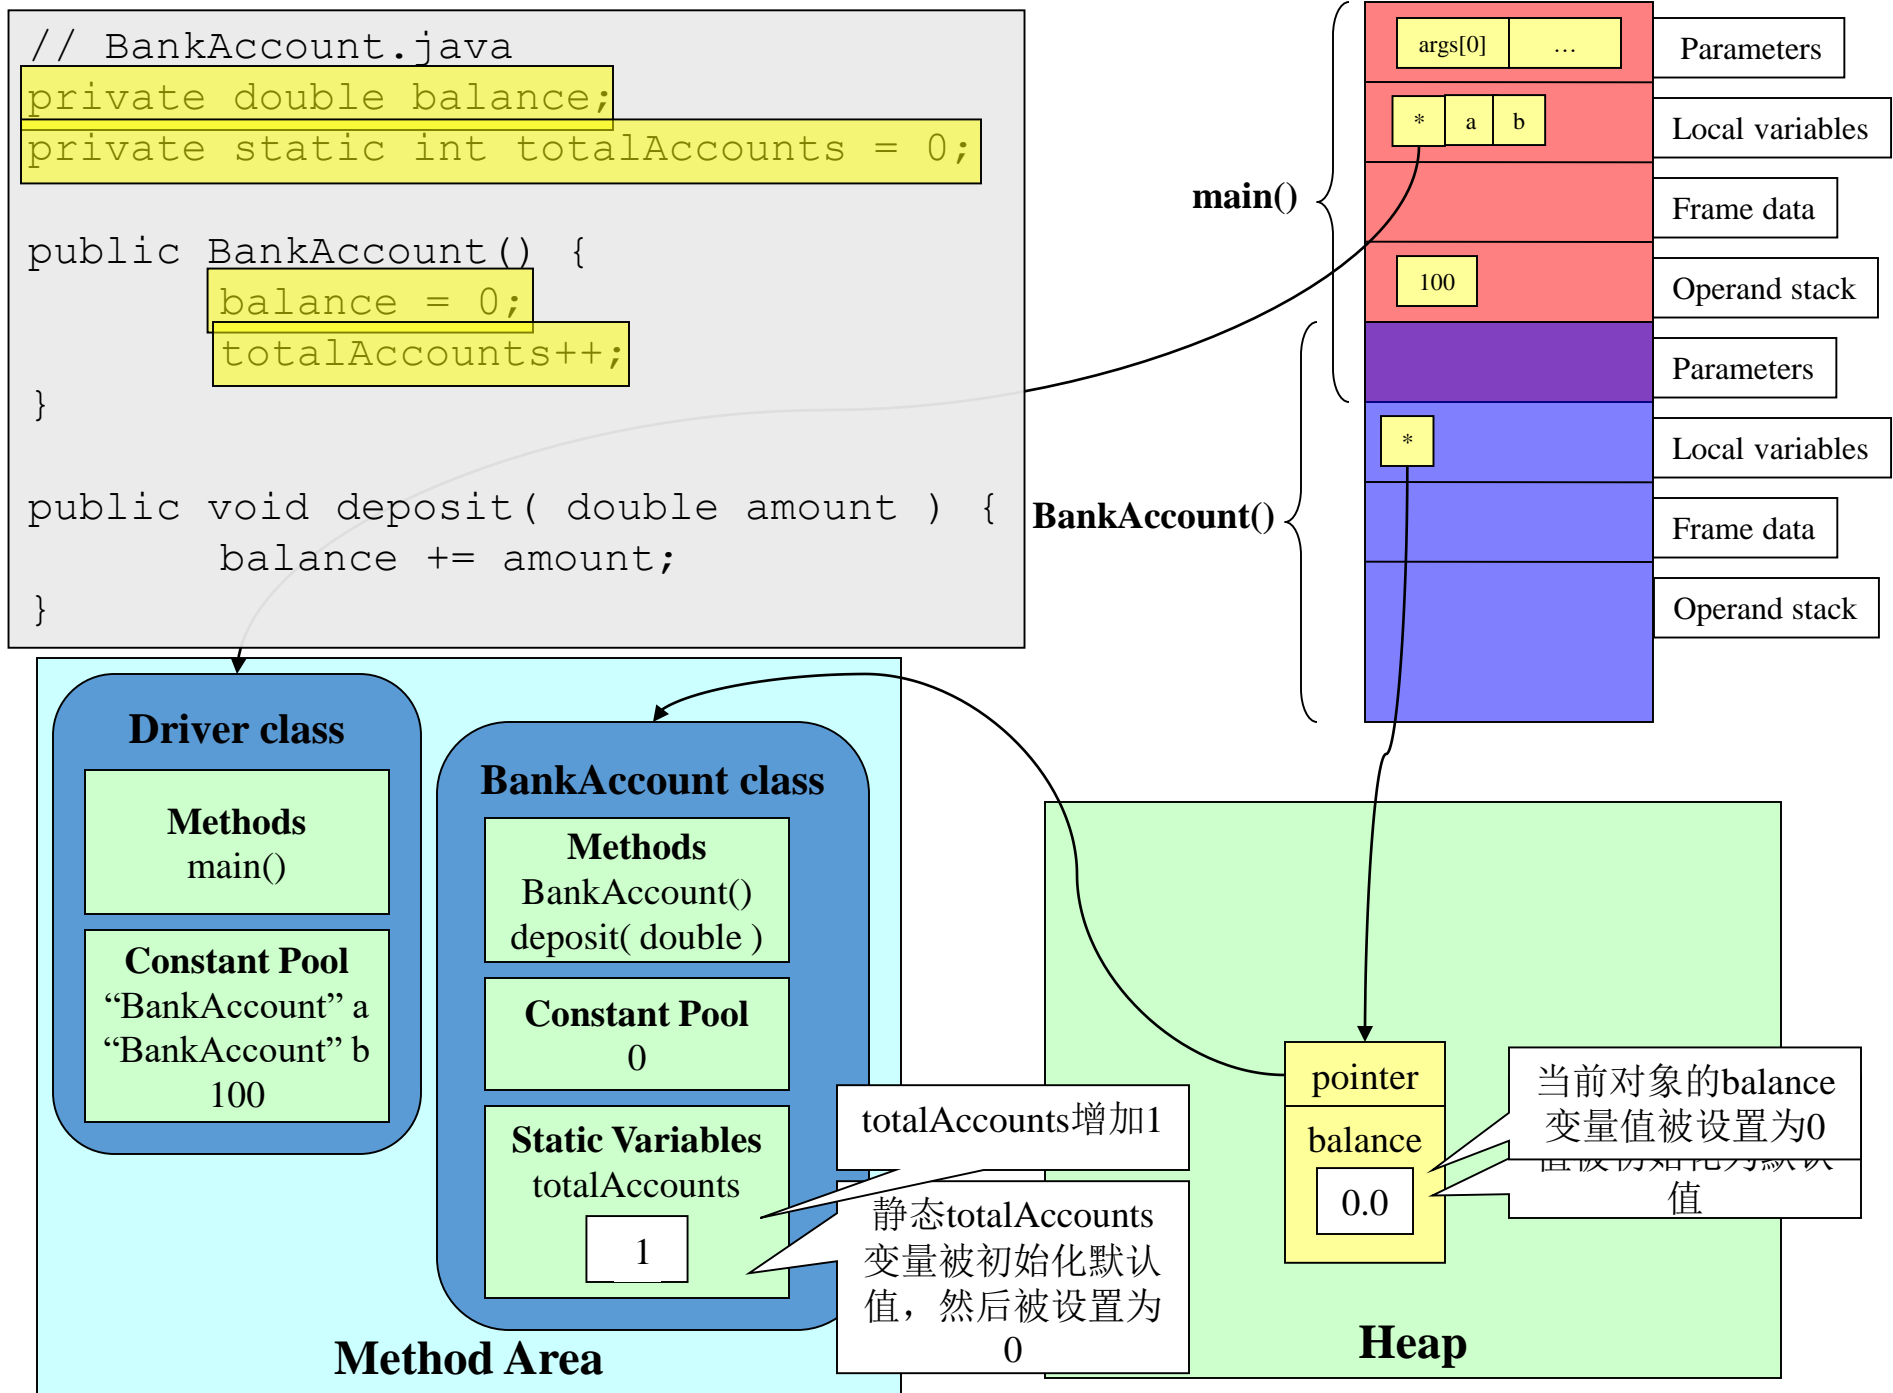 // BankAccount.java
private double balance;
private static int totalAccounts = 0;
public BankAccount() {
balance = 0;
totalAccounts++;
}
public void deposit( double amount ) {
balance += amount;
}
main()
BankAccount()
args[0]
...
Parameters
*
a
b
Local variables
Frame data
100
Operand stack
Parameters
*
Local variables
Frame data
Operand stack
Driver class
Methods
main()
Constant Pool
“BankAccount” a
“BankAccount” b
100
BankAccount class
Methods
BankAccount()
deposit( double )
Constant Pool
0
Static Variables
totalAccounts
1
Method Area
totalAccounts增加1
静态totalAccounts
变量被初始化默认
值，然后被设置为
0
pointer
balance
0.0
当前对象的balance
变量值被设置为0
值
Heap